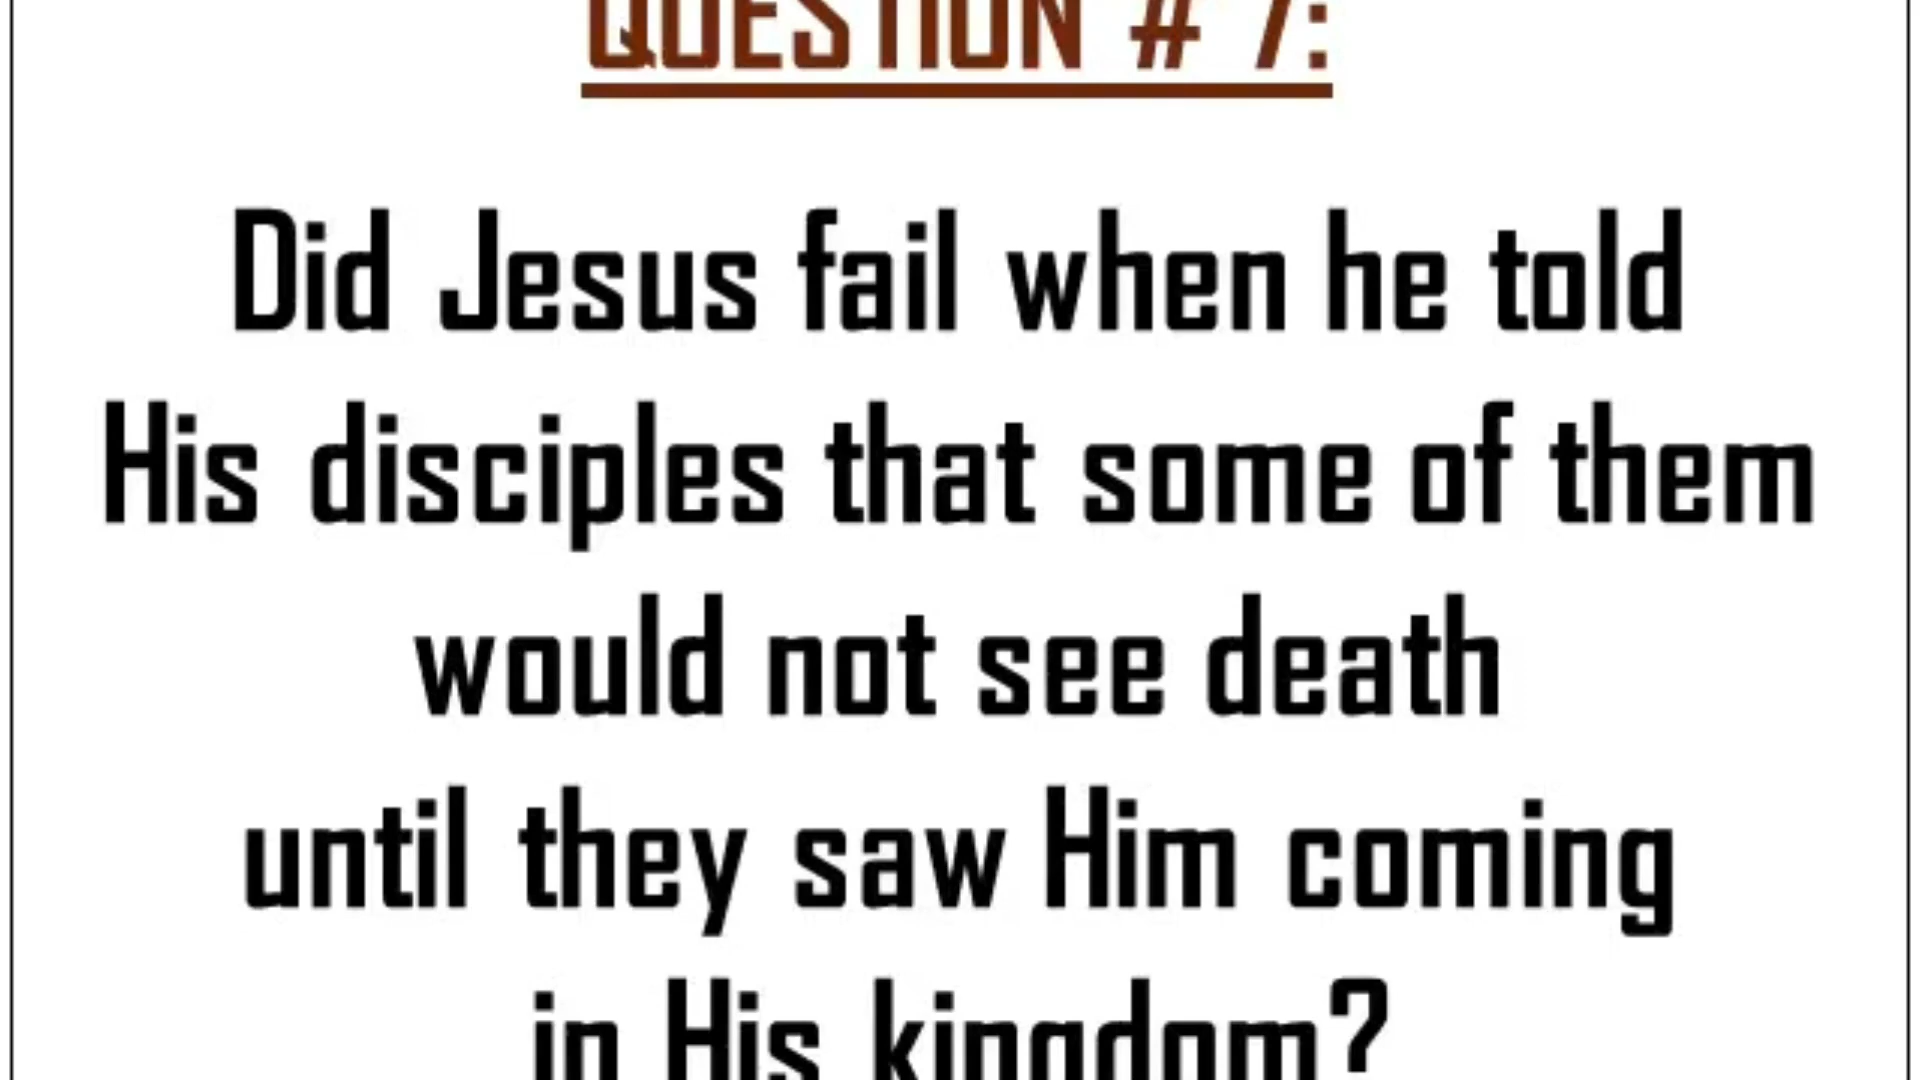 QUESTION # 7:
Did Jesus fail when he told
His disciples that some of them
would not see death
until they saw Him coming
in His kingdom?